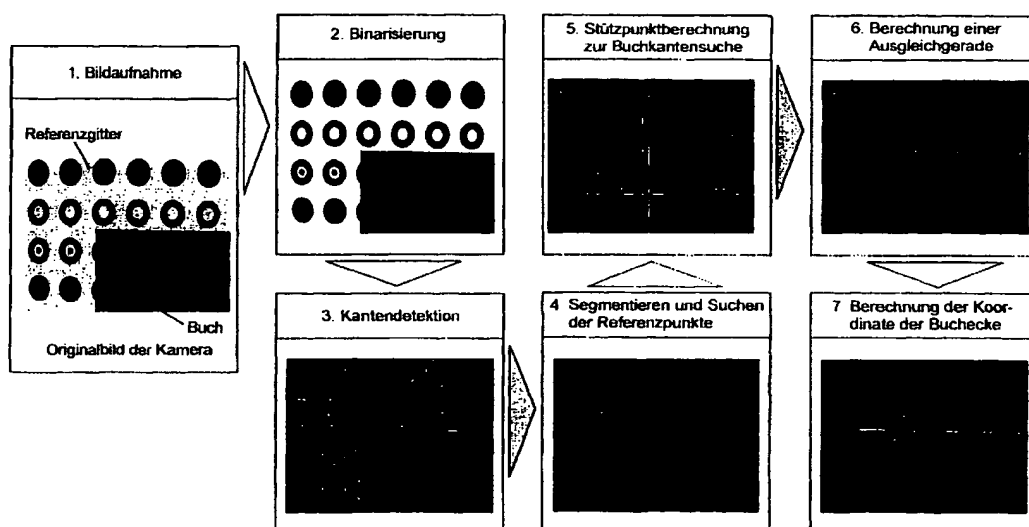 1. Bildaufnahme
Referenzgitter
Buch
Originalbild der Kamera
2. Binarisierung
3. Kantendetektion
4 Segmentieren und Suchen
der Referenzpunkte
5. Stützpunktberechnung
zur Buchkantensuche
6. Berechnung einer
Ausgleichgerade
7 Berechnung der Koor-
dinate der Buchecke